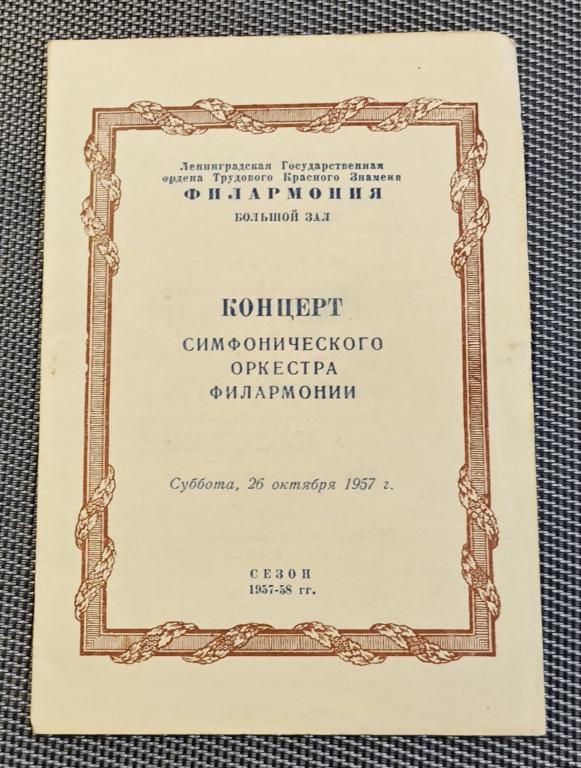 Ленинградская Государственная
ордена Трудового Красного Знамени
ФИЛАРМОНИЯ
БОЛЬШОЙ ЗАЛ
КОНЦЕРТ
СИМФОНИЧЕСКОГО
ОРКЕСТРА
ФИЛАРМОНИИ
Суббота, 26 октября 1957 г.
СЕЗОН
1957-58 гг.